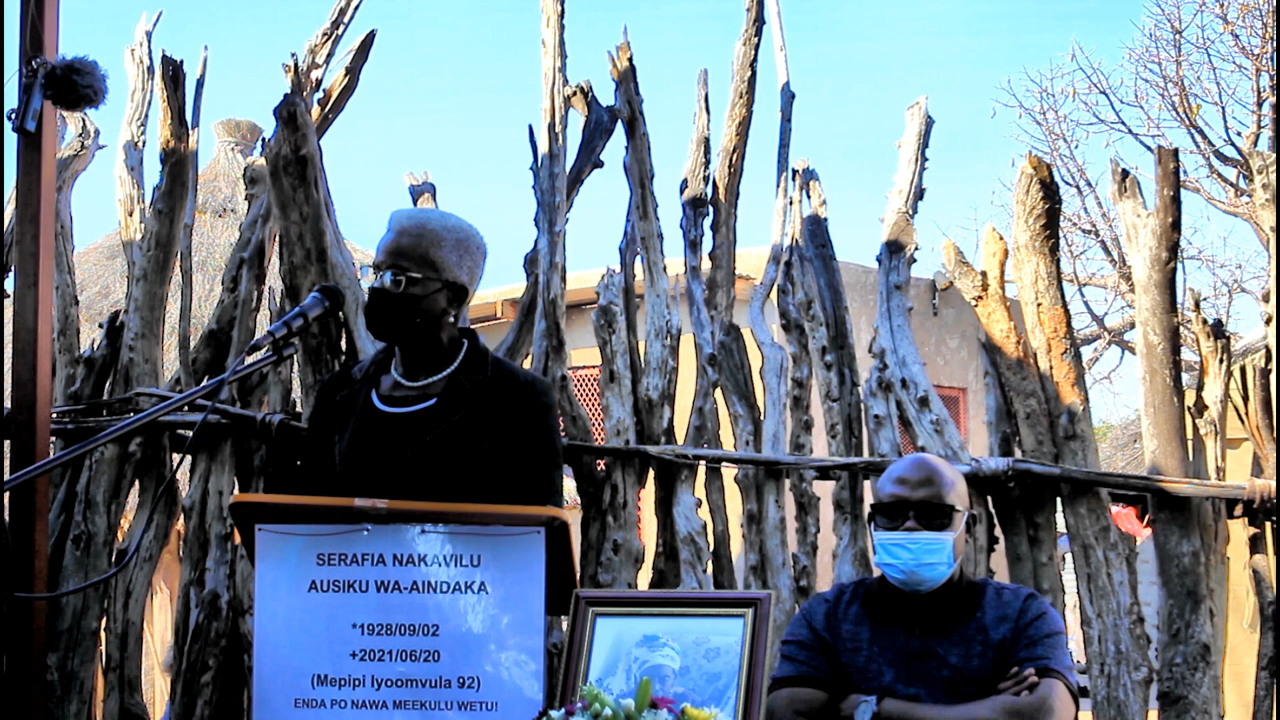 SERAFIA NAKAVILU
AUSIKU WA-AINDAKA
*1928/09/02
+2021/06/20
(Mepipi lyoomvula 92)
ENDA PO NAWA MEEKULU WETU!